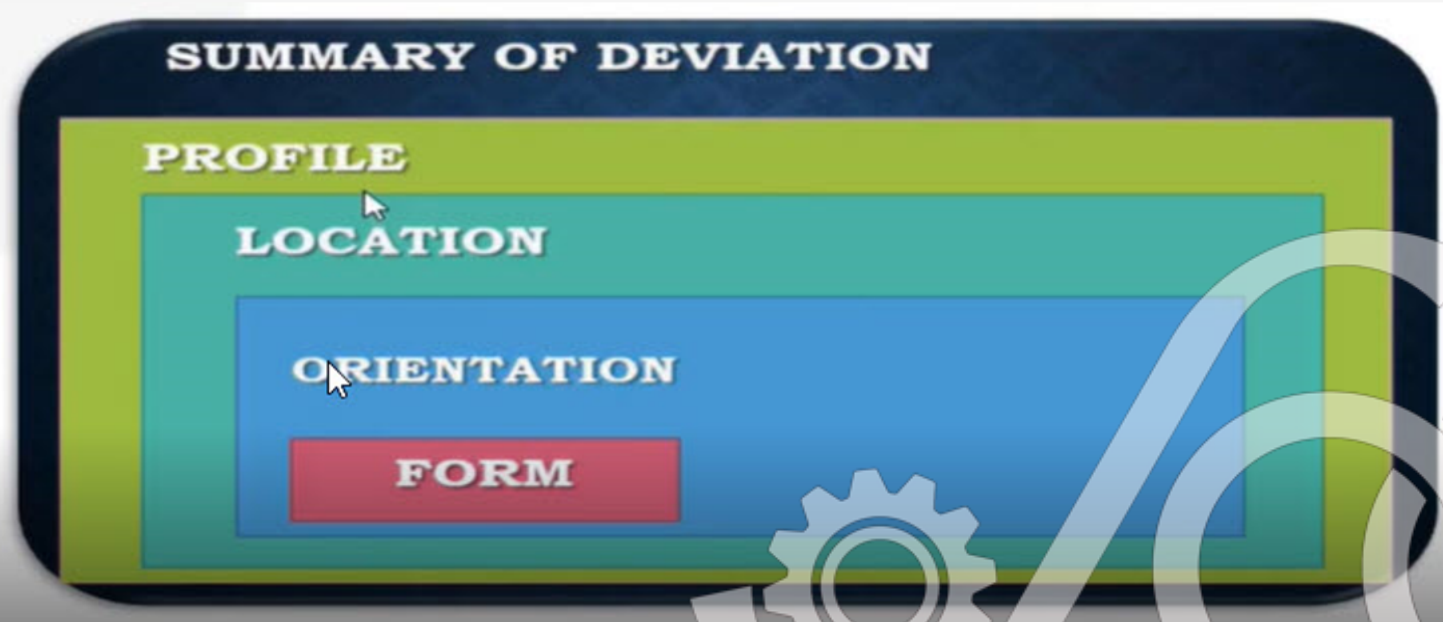 SUMMARY OF DEVIATION
PROFILE
LOCATION
ORIENTATION
FORM